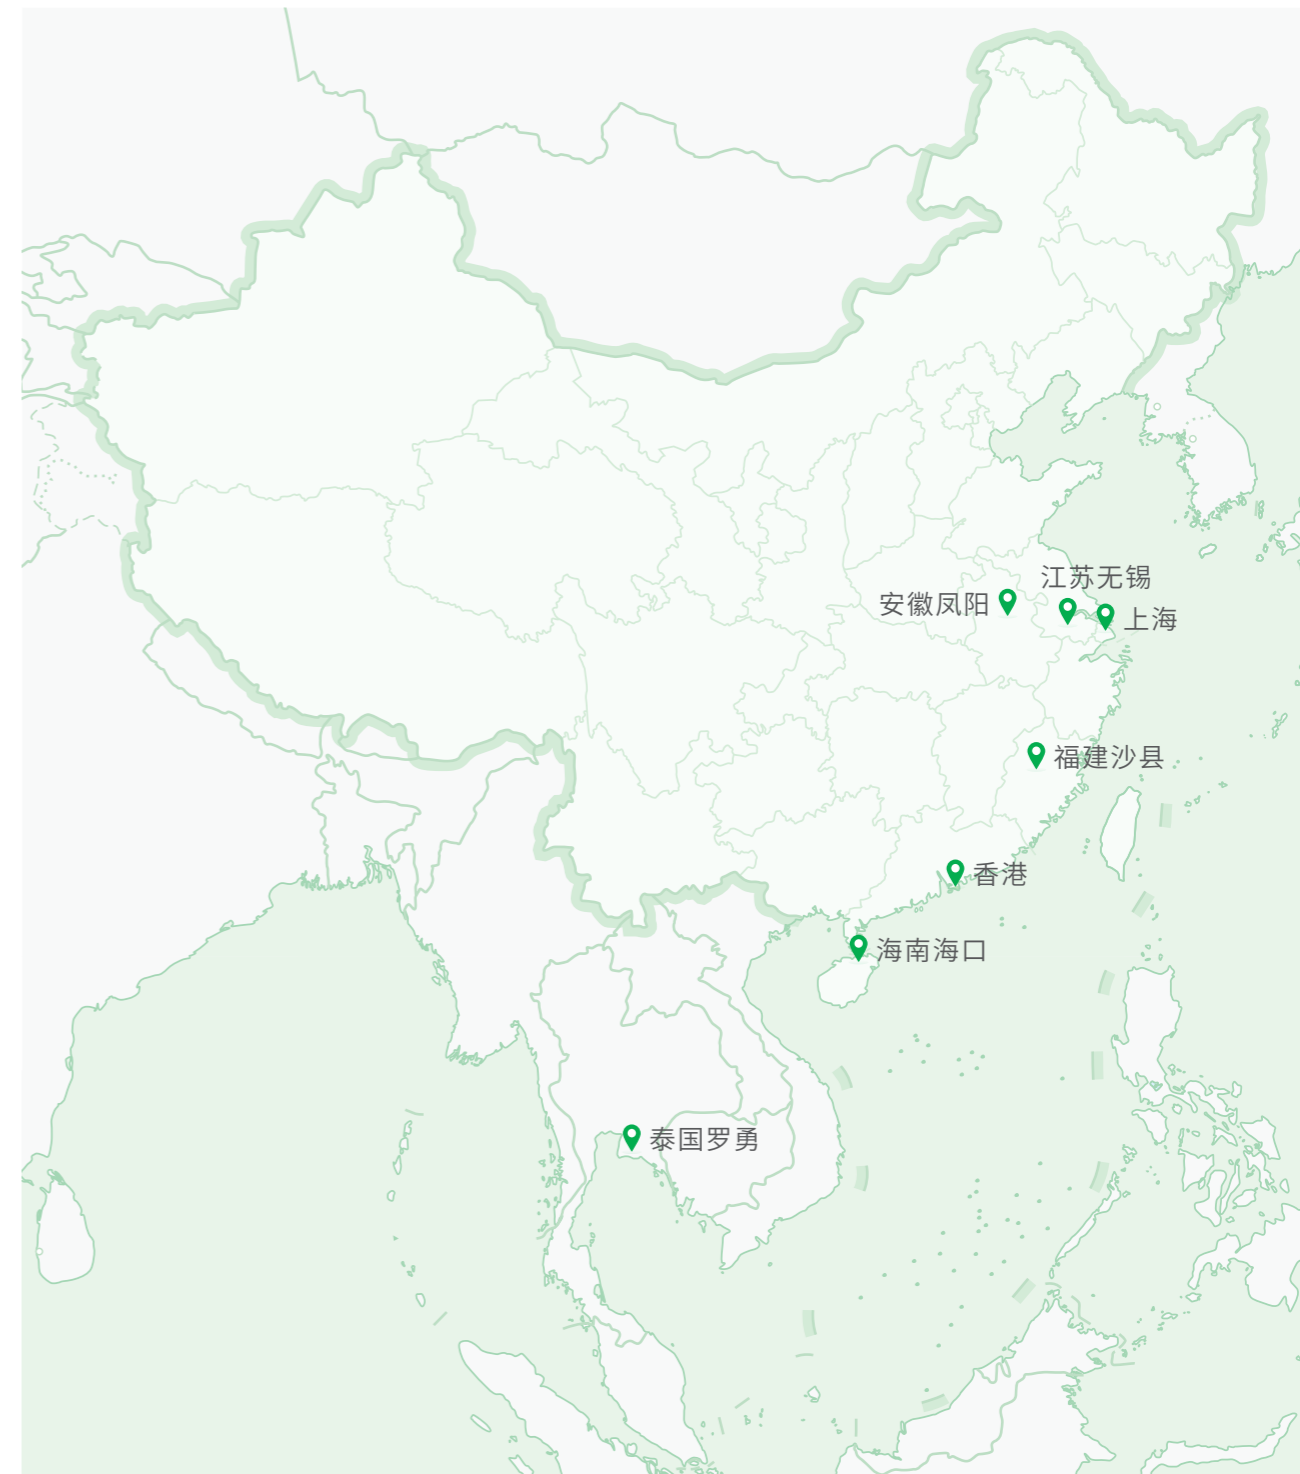 江苏无锡
安徽凤阳
上海
福建沙县
香港
海南海口
泰国罗勇